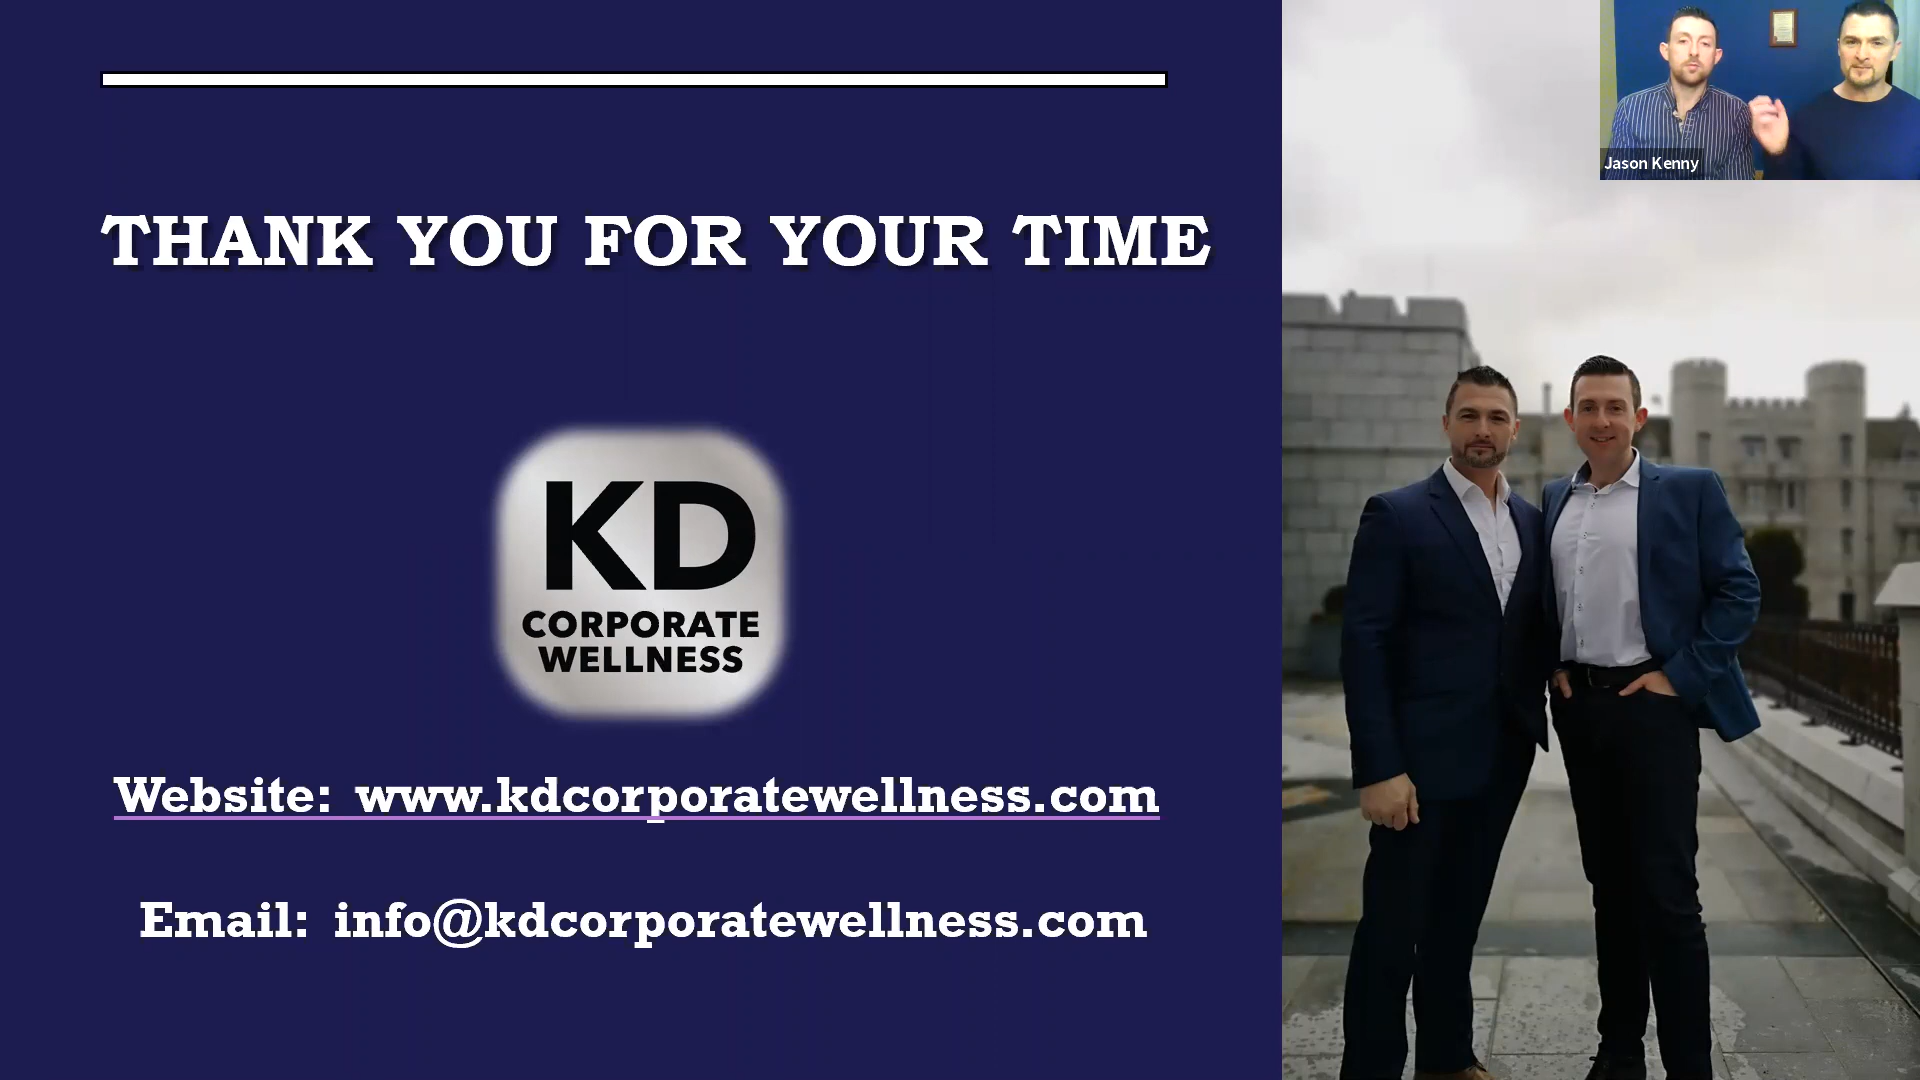 Jason Kenny
THANK YOU FOR YOUR TIME
KD
CORPORATE
WELLNESS
Website: www.kdcorporatewellness.com
Email: info@kdcorporatewellness.com